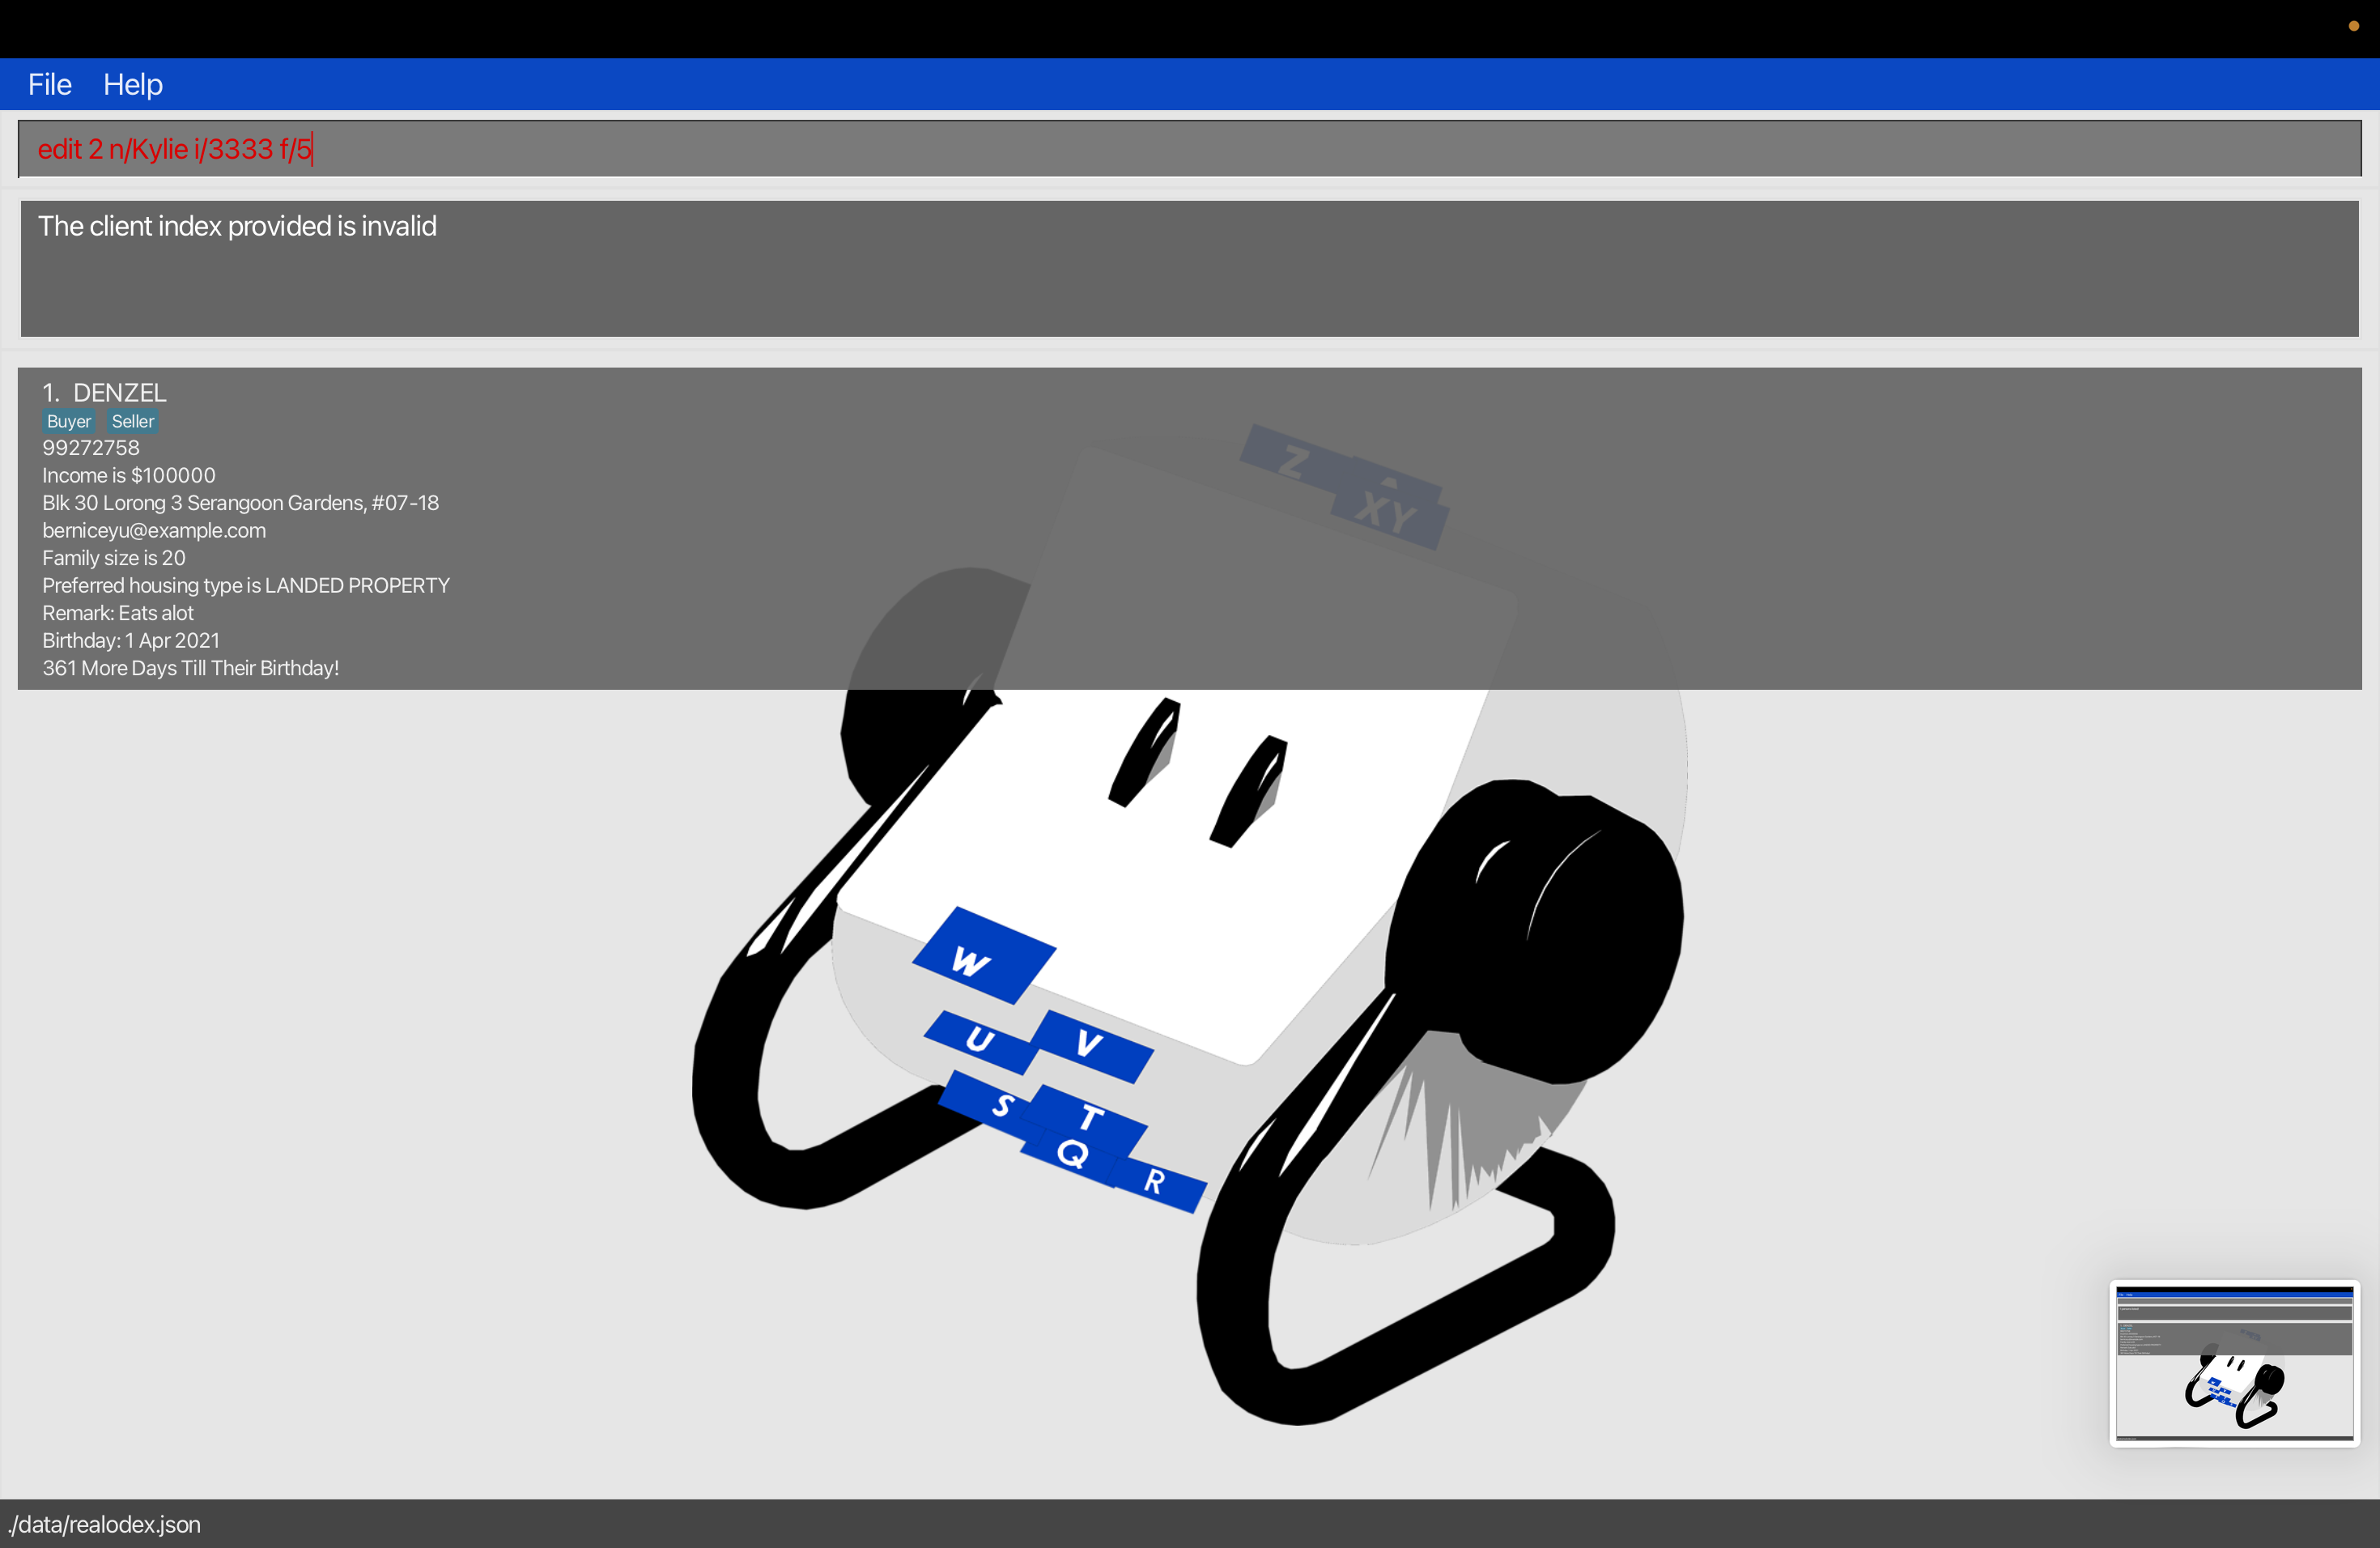 File Help
edit 2 n/Kylie i/3333 f/5
The client index provided is invalid
1. DENZEL
Buyer Seller
99272758
Income is $100000
Blk 30 Lorong 3 Serangoon Gardens, #07-18
berniceyu@example.com
Family size is 20
Preferred housing type is LANDED PROPERTY
Remark: Eats alot
Birthday: 1 Apr 2021
361 More Days Till Their Birthday!
Z
XY
W
U V
S T
Q R
./data/realodex.json